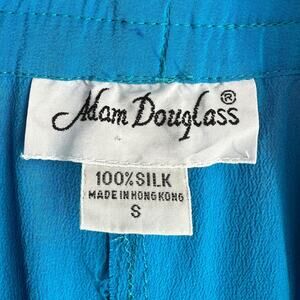 Adam Douglass®
100% SILK
MADE IN HONG KONG
S